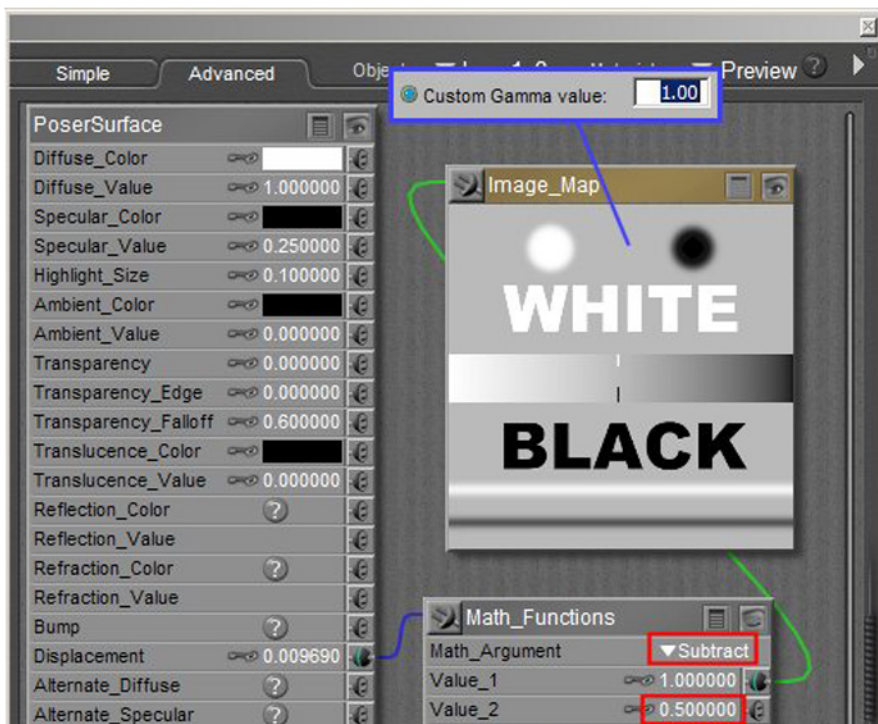 Simple Advanced Preview
Custom Gamma value: 1.00
PoserSurface
Diffuse_Color
Diffuse_Value 1.000000
Specular_Color
Specular_Value 0.250000
Highlight_Size 0.100000
Ambient_Color
Ambient_Value 0.000000
Transparency 0.000000
Transparency_Edge 0.000000
Transparency_Falloff 0.600000
Translucence_Color
Translucence_Value 0.000000
Reflection_Color ?
Reflection_Value
Refraction_Color ?
Refraction_Value
Bump ?
Displacement 0.009690
Alternate_Diffuse ?
Alternate_Specular ?
Image_Map
WHITE
BLACK
Math_Functions
Math_Argument Subtract
Value_1 1.000000
Value_2 0.500000